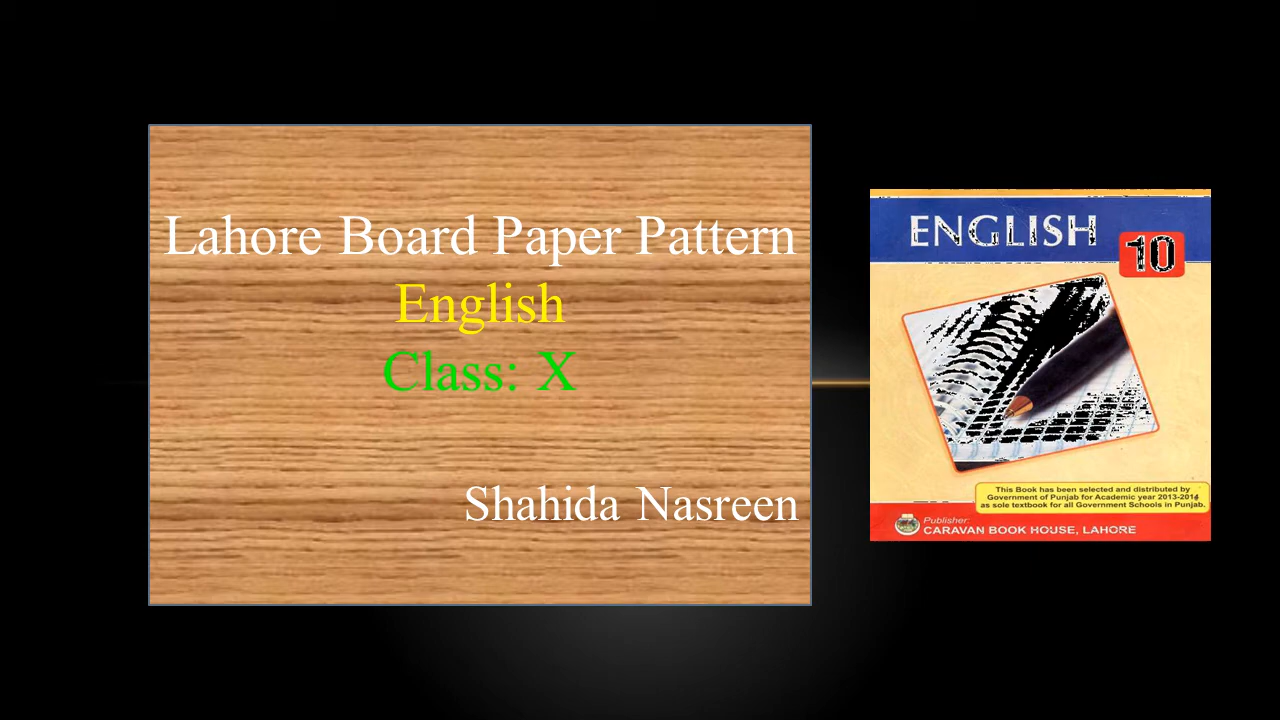 Lahore Board Paper Pattern
English
Class: X
Shahida Nasreen
ENGLISH
10
This Book has been selected and distributed by
Government of Punjab for Academic year 2013-2014
as sole textbook for all Government Schools in Punjab.
Publisher:
CARAVAN BOOK HOUSE, LAHORE